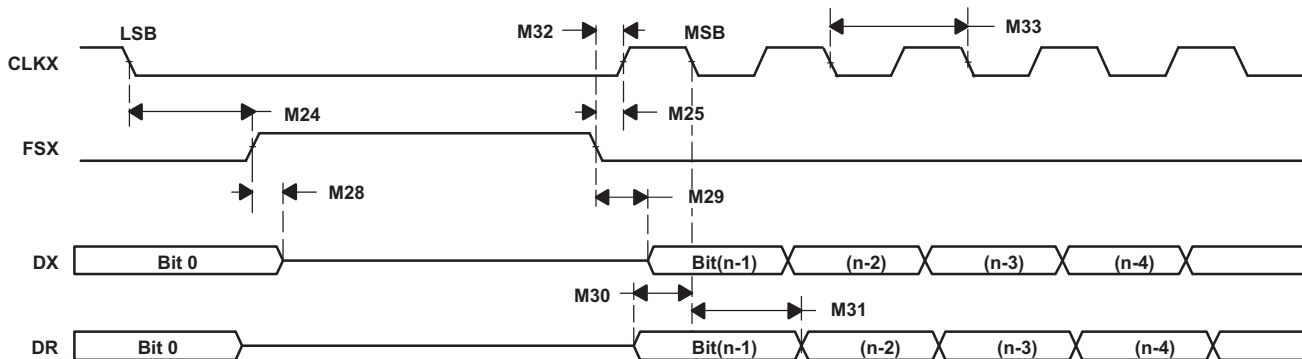 LSB M32 MSB M33
CLKX
M24 M25
FSX
M28 M29
DX Bit 0 Bit(n-1) (n-2) (n-3) (n-4)
M30 M31
DR Bit 0 Bit(n-1) (n-2) (n-3) (n-4)